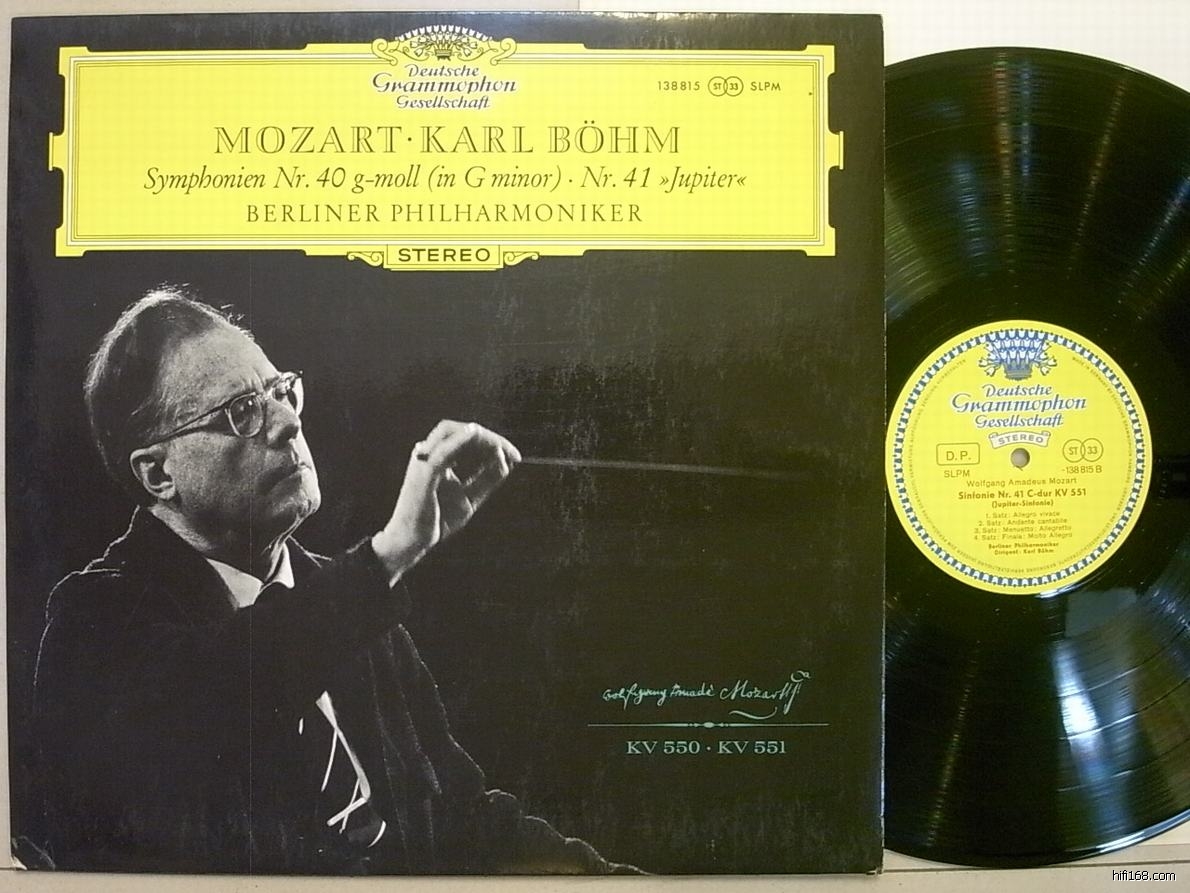 Deutsche
Grammophon
Gesellschaft
138 815 ST 33 SLPM
MOZART · KARL BÖHM
Symphonien Nr. 40 g-moll (in G minor) · Nr. 41 »Jupiter«
BERLINER PHILHARMONIKER
STEREO
Wolfgang Amadè Mozart
KV 550 · KV 551
Deutsche
Grammophon
Gesellschaft
STEREO
D.P.
ST 33
SLPM
138 815 B
Wolfgang Amadeus Mozart
Sinfonie Nr. 41 C-dur KV 551
(Jupiter-Sinfonie)
1. Satz: Allegro vivace
2. Satz: Andante cantabile
3. Satz: Menuetto: Allegretto
4. Satz: Finale: Molto Allegro
Berliner Philharmoniker
Dirigent: Karl Böhm
hifi168.com